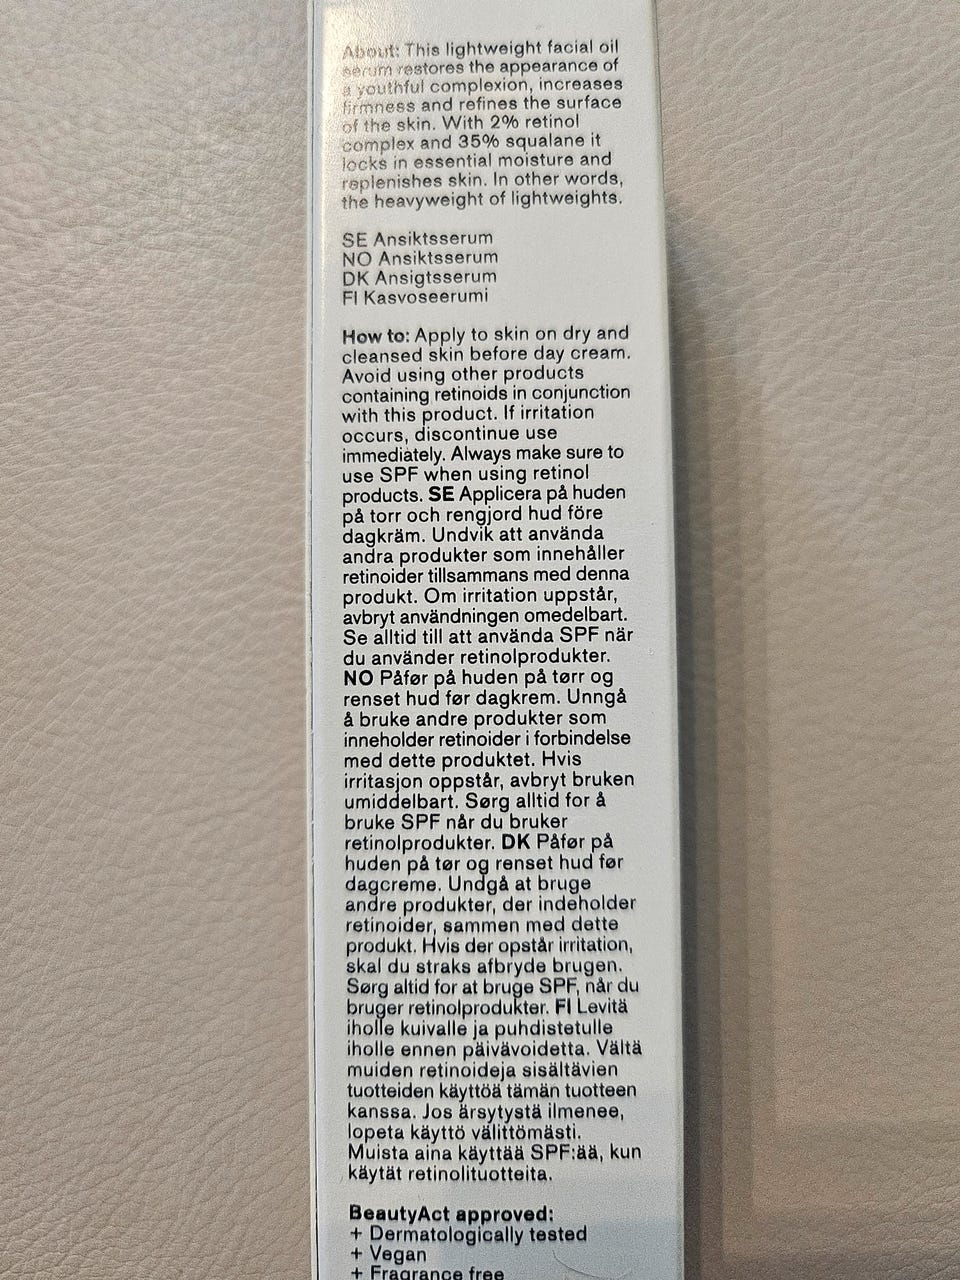 About: This lightweight facial oil
serum restores the appearance of
a youthful complexion, increases
firmness and refines the surface
of the skin. With 2% retinol
complex and 35% squalane it
locks in essential moisture and
replenishes skin. In other words,
the heavyweight of lightweights.
SE Ansiktsserum
NO Ansiktsserum
DK Ansigtsserum
FI Kasvoseerumi
How to: Apply to skin on dry and
cleansed skin before day cream.
Avoid using other products
containing retinoids in conjunction
with this product. If irritation
occurs, discontinue use
immediately. Always make sure to
use SPF when using retinol
products. SE Applicera på huden
på torr och rengjord hud före
dagkräm. Undvik att använda
andra produkter som innehåller
retinoider tillsammans med denna
produkt. Om irritation uppstår,
avbryt användningen omedelbart.
Se alltid till att använda SPF när
du använder retinolprodukter.
NO Påfør på huden på tørr og
renset hud før dagkrem. Unngå
å bruke andre produkter som
inneholder retinoider i forbindelse
med dette produktet. Hvis
irritasjon oppstår, avbryt bruken
umiddelbart. Sørg alltid for å
bruke SPF når du bruker
retinolprodukter. DK Påfør på
huden på tør og renset hud før
dagcreme. Undgå at bruge
andre produkter, der indeholder
retinoider, sammen med dette
produkt. Hvis der opstår irritation,
skal du straks afbryde brugen.
Sørg altid for at bruge SPF, når du
bruger retinolprodukter. FI Levitä
iholle kuivalle ja puhdistetulle
iholle ennen päivävoidetta. Vältä
muiden retinoideja sisältävien
tuotteiden käyttöä tämän tuotteen
kanssa. Jos ärsytystä ilmenee,
lopeta käyttö välittömästi.
Muista aina käyttää SPF:ää, kun
käytät retinolituotteita.
BeautyAct approved:
+ Dermatologically tested
+ Vegan
+ Fragrance free